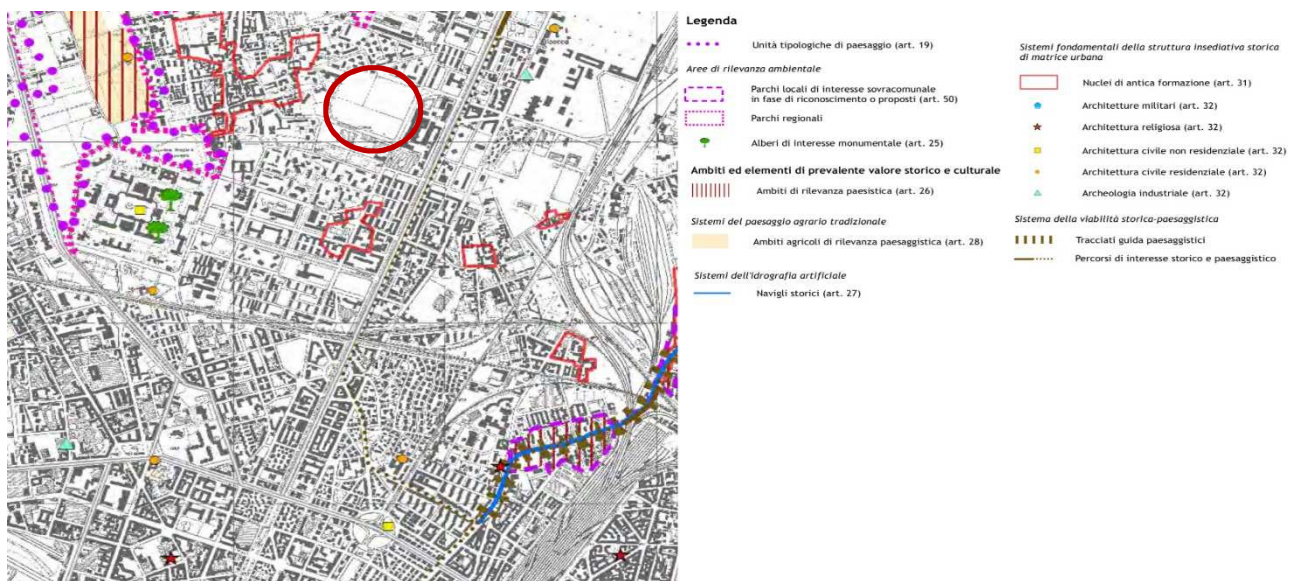 Legenda
Unità tipologiche di paesaggio (art. 19)
Aree di rilevanza ambientale
Parchi locali di interesse sovracomunale
in fase di riconoscimento o proposti (art. 50)
Parchi regionali
Alberi di interesse monumentale (art. 25)
Ambiti ed elementi di prevalente valore storico e culturale
Ambiti di rilevanza paesistica (art. 26)
Sistemi del paesaggio agrario tradizionale
Ambiti agricoli di rilevanza paesaggistica (art. 28)
Sistemi dell'idrografia artificiale
Navigli storici (art. 27)
Sistemi fondamentali della struttura insediativa storica
di matrice urbana
Nuclei di antica formazione (art. 31)
Architetture militari (art. 32)
Architettura religiosa (art. 32)
Architettura civile non residenziale (art. 32)
Architettura civile residenziale (art. 32)
Archeologia industriale (art. 32)
Sistema della viabilità storica-paesaggistica
Tracciati guida paesaggistici
Percorsi di interesse storico e paesaggistico